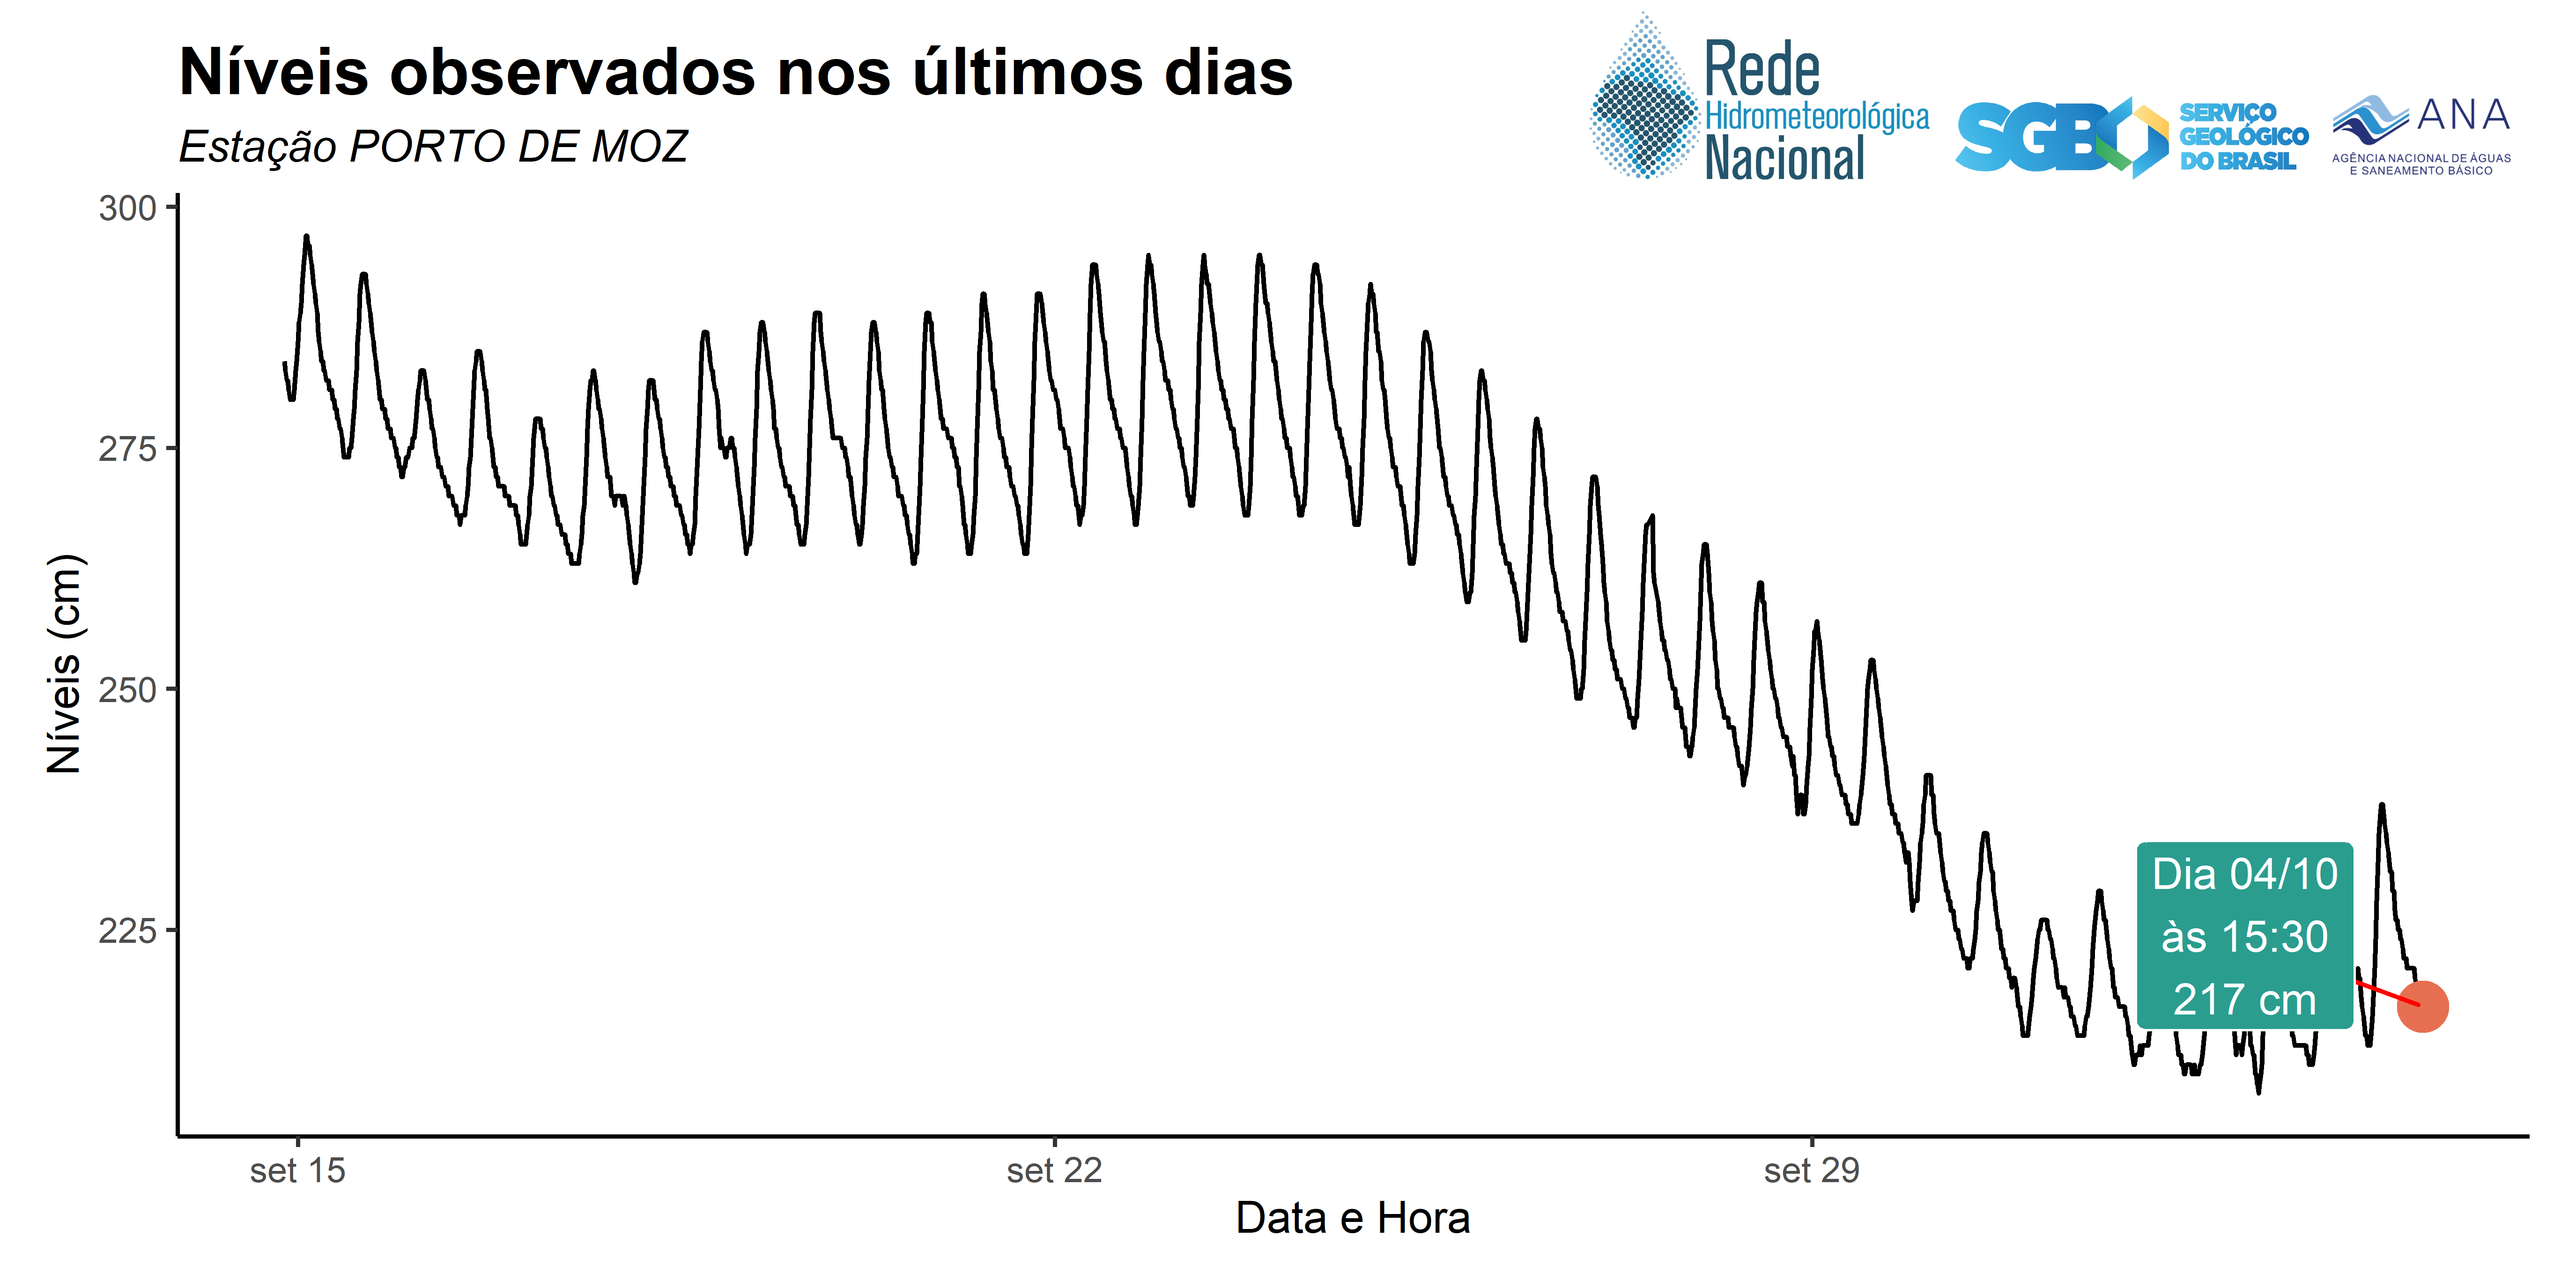 Níveis observados nos últimos dias
Estação PORTO DE MOZ
Rede
Hidrometeorológica
Nacional
SGB
SERVIÇO
GEOLÓGICO
DO BRASIL
ANA
AGÊNCIA NACIONAL DE ÁGUAS
E SANEAMENTO BÁSICO
Níveis (cm)
300
275
250
225
Dia 04/10
às 15:30
217 cm
set 15
set 22
set 29
Data e Hora